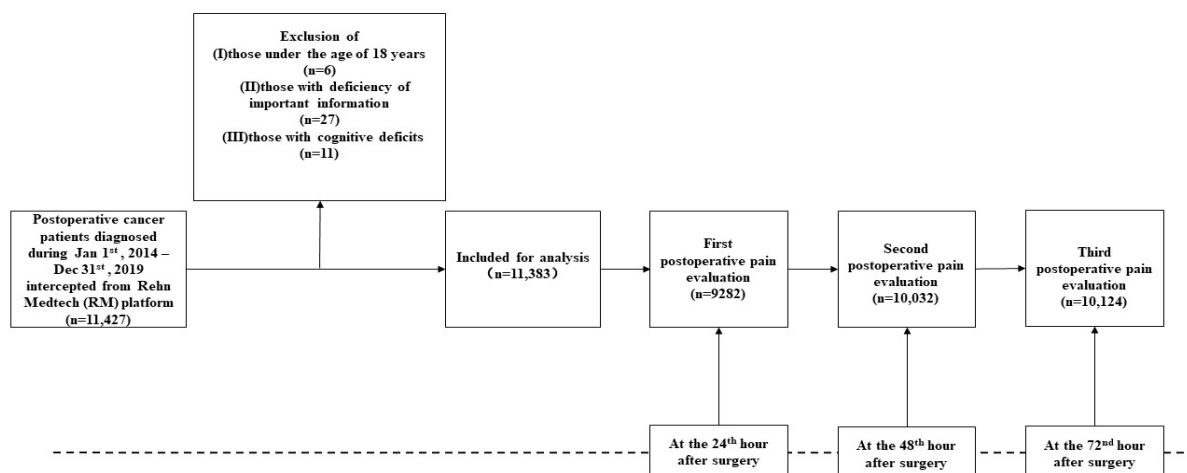 Exclusion of
(I)those under the age of 18 years
(n=6)
(II)those with deficiency of
important information
(n=27)
(III)those with cognitive deficits
(n=11)
Postoperative cancer
patients diagnosed
during Jan 1st , 2014 –
Dec 31st , 2019
intercepted from Rehn
Medtech (RM) platform
(n=11,427)
Included for analysis
(n=11,383)
First
postoperative pain
evaluation
(n=9282)
Second
postoperative pain
evaluation
(n=10,032)
Third
postoperative pain
evaluation
(n=10,124)
At the 24th hour
after surgery
At the 48th hour
after surgery
At the 72nd hour
after surgery